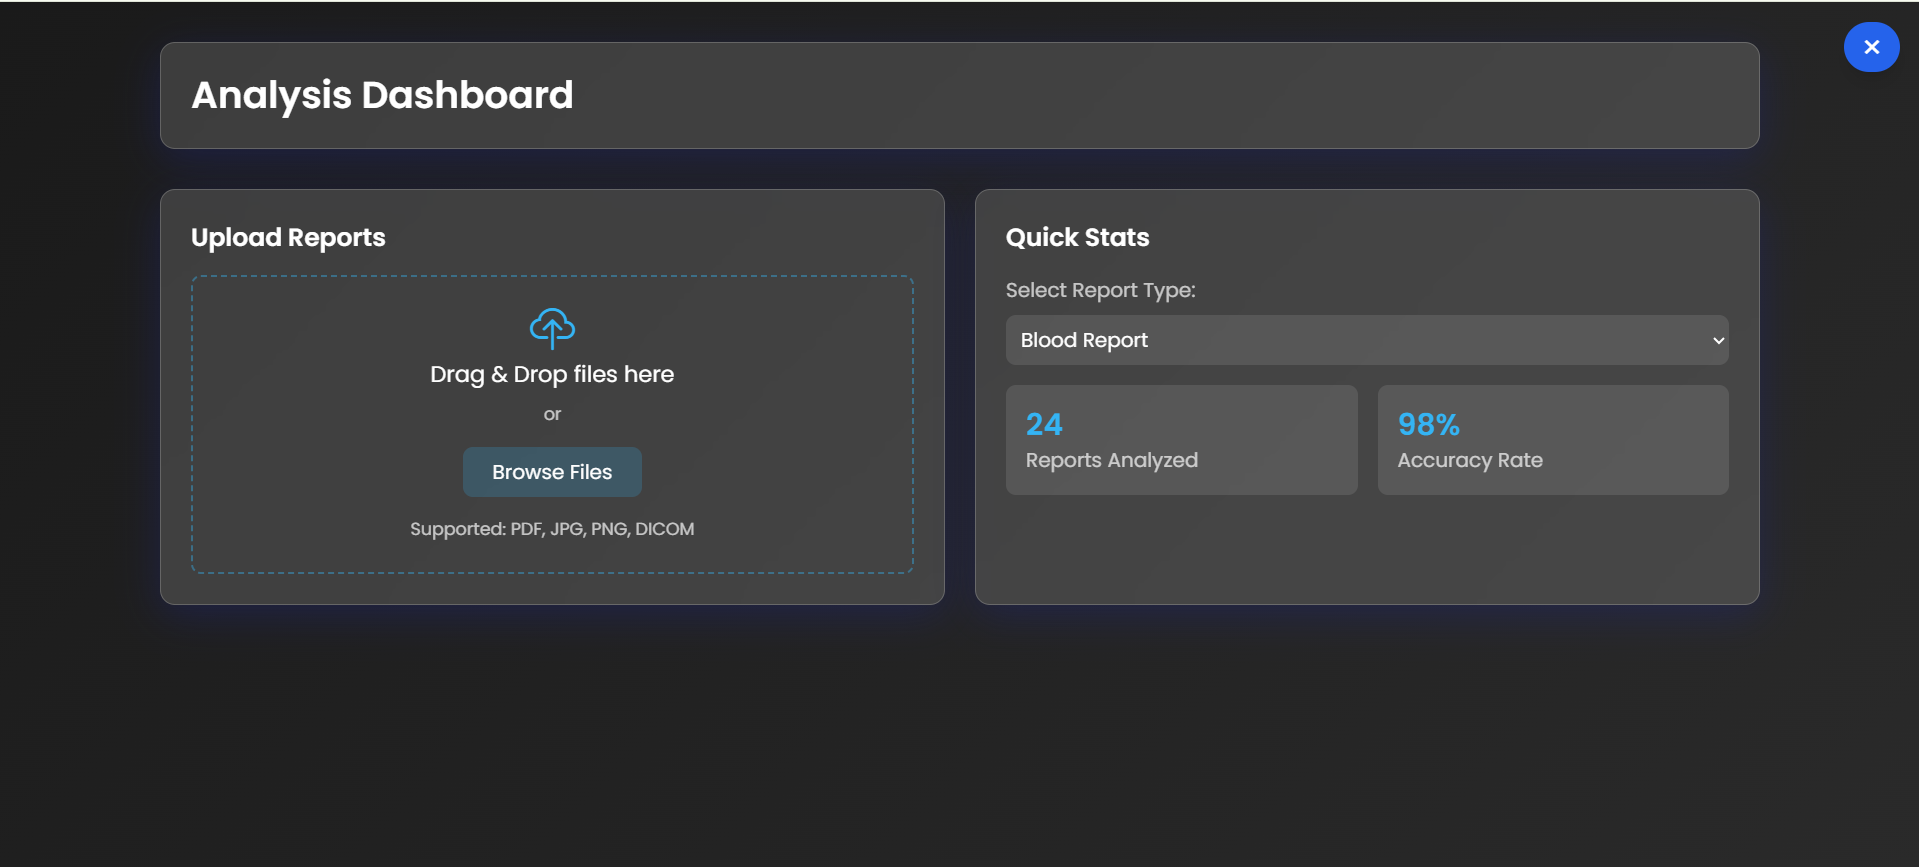 Analysis Dashboard
Upload Reports
Drag & Drop files here
or
Browse Files
Supported: PDF, JPG, PNG, DICOM
Quick Stats
Select Report Type:
Blood Report
24
Reports Analyzed
98%
Accuracy Rate